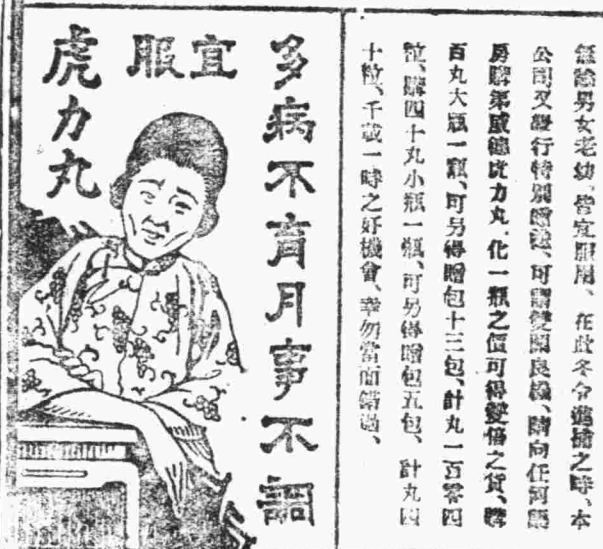 無論男女老幼、皆宜服用、在此冬令進補之時、本
公司又舉行特別贈送、可謂雙關良機、請向任何藥
房購第威德虎力丸、化一瓶之價可得雙倍之貨、購
百丸大瓶一瓶、可另得贈包十三包、計丸一百零四
粒、購四十丸小瓶一瓶、可另得贈包五包、計丸四
十粒、千載一時之好機會、幸勿當面錯過、
多病不育月事不調
宜服
虎力丸